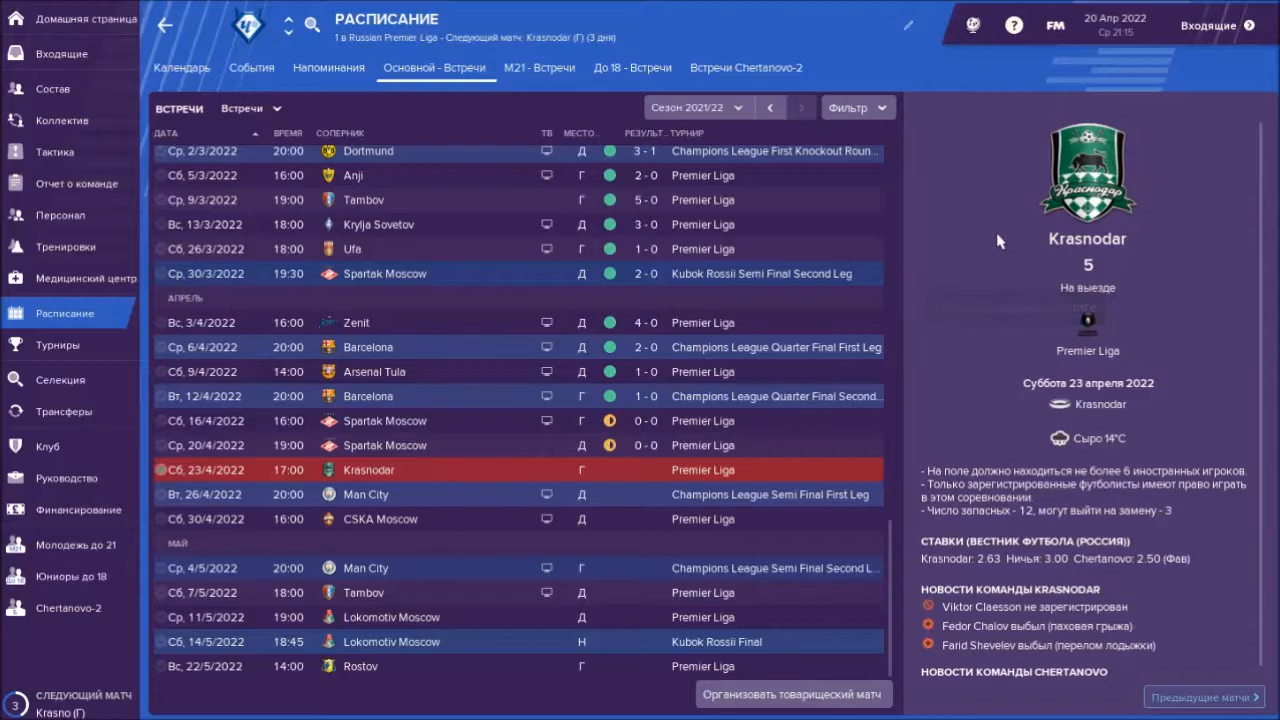 Домашняя страница
Входящие
Состав
Коллектив
Тактика
Отчет о команде
Персонал
Тренировки
Медицинский центр
Расписание
Турниры
Селекция
Трансферы
Клуб
Руководство
Финансирование
Молодежь до 21
Юниоры до 18
Chertanovo-2
3
СЛЕДУЮЩИЙ МАТЧ
Krasno (Г)
РАСПИСАНИЕ
1 в Russian Premier Liga - Следующий матч: Krasnodar (Г) (3 дня)
? FM 20 Апр 2022 Ср 21:15 Входящие
Календарь События Напоминания Основной - Встречи М21 - Встречи До 18 - Встречи Встречи Chertanovo-2
ВСТРЕЧИ Встречи Сезон 2021/22 Фильтр
ДАТА ВРЕМЯ СОПЕРНИК ТВ МЕСТО.. РЕЗУЛЬТ.. ТУРНИР
Ср, 2/3/2022 20:00 Dortmund Д 3 - 1 Champions League First Knockout Roun...
Сб, 5/3/2022 16:00 Anji Г 2 - 0 Premier Liga
Ср, 9/3/2022 19:00 Tambov Г 5 - 0 Premier Liga
Вс, 13/3/2022 18:00 Krylja Sovetov Д 3 - 0 Premier Liga
Сб, 26/3/2022 18:00 Ufa Г 1 - 0 Premier Liga
Ср, 30/3/2022 19:30 Spartak Moscow Д 2 - 0 Kubok Rossii Semi Final Second Leg
АПРЕЛЬ
Вс, 3/4/2022 16:00 Zenit Д 4 - 0 Premier Liga
Ср, 6/4/2022 20:00 Barcelona Д 2 - 0 Champions League Quarter Final First Leg
Сб, 9/4/2022 14:00 Arsenal Tula Д 1 - 0 Premier Liga
Вт, 12/4/2022 20:00 Barcelona Г 1 - 0 Champions League Quarter Final Second...
Сб, 16/4/2022 16:00 Spartak Moscow Г 0 - 0 Premier Liga
Ср, 20/4/2022 19:00 Spartak Moscow Д 0 - 0 Premier Liga
Сб, 23/4/2022 17:00 Krasnodar Г Premier Liga
Вт, 26/4/2022 20:00 Man City Д Champions League Semi Final First Leg
Сб, 30/4/2022 16:00 CSKA Moscow Д Premier Liga
МАЙ
Ср, 4/5/2022 20:00 Man City Г Champions League Semi Final Second L...
Сб, 7/5/2022 18:00 Tambov Д Premier Liga
Ср, 11/5/2022 19:00 Lokomotiv Moscow Д Premier Liga
Сб, 14/5/2022 18:45 Lokomotiv Moscow Н Kubok Rossii Final
Вс, 22/5/2022 14:00 Rostov Г Premier Liga
Организовать товарищеский матч
Краснодар
Krasnodar
5
На выезде
Premier Liga
Суббота 23 апреля 2022
Krasnodar
Сыро 14°C
- На поле должно находиться не более 6 иностранных игроков.
- Только зарегистрированные футболисты имеют право играть
в этом соревновании.
- Число запасных - 12, могут выйти на замену - 3
СТАВКИ (ВЕСТНИК ФУТБОЛА (РОССИЯ))
Krasnodar: 2.63 Ничья: 3.00 Chertanovo: 2.50 (Фав)
НОВОСТИ КОМАНДЫ KRASNODAR
Viktor Claesson не зарегистрирован
Fedor Chalov выбыл (паховая грыжа)
Farid Shevelev выбыл (перелом лодыжки)
НОВОСТИ КОМАНДЫ CHERTANOVO
Предыдущие матчи